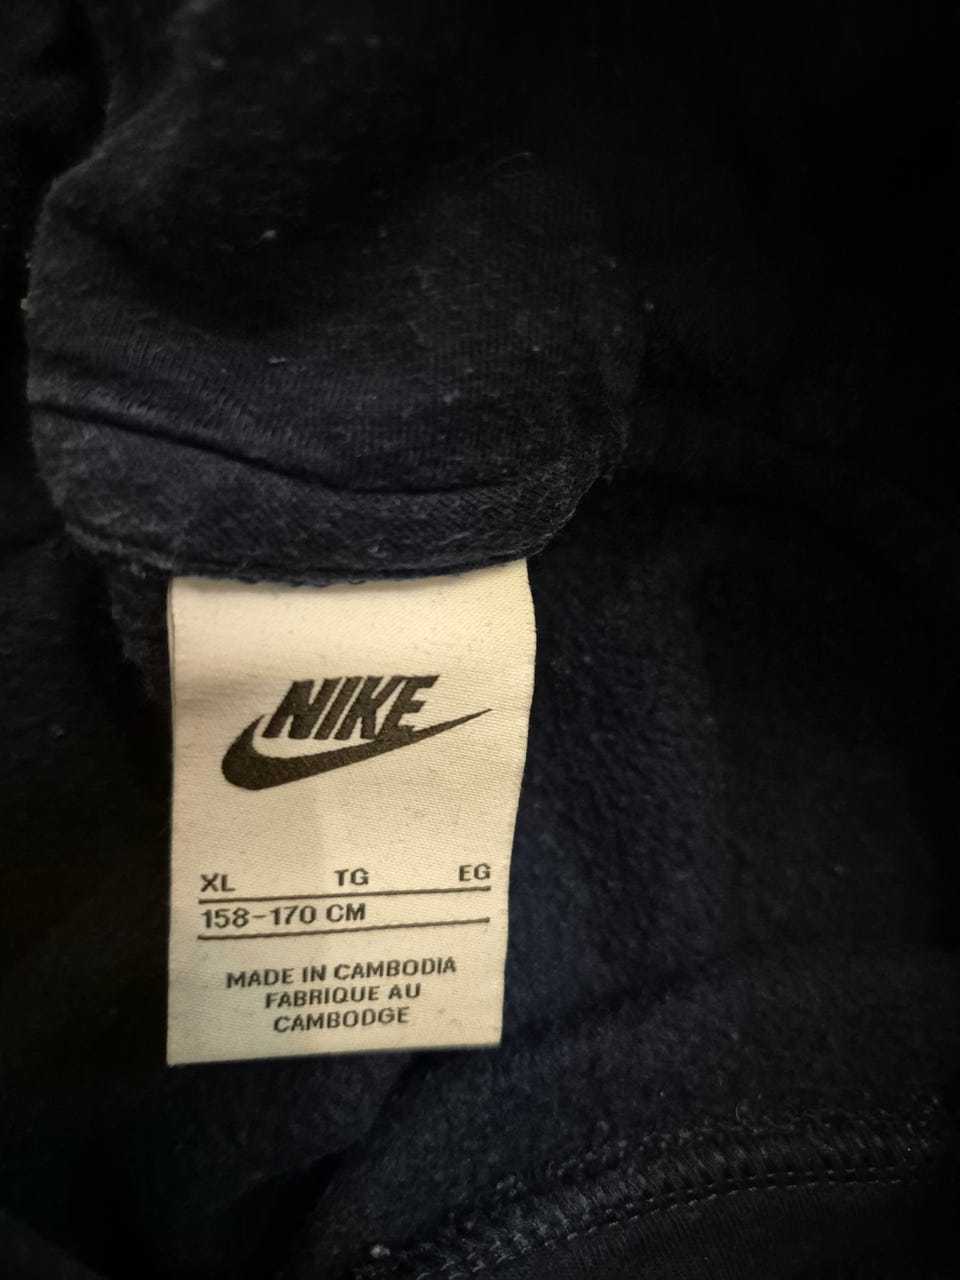 NIKE
XL TG EG
158-170 CM
MADE IN CAMBODIA
FABRIQUE AU
CAMBODGE